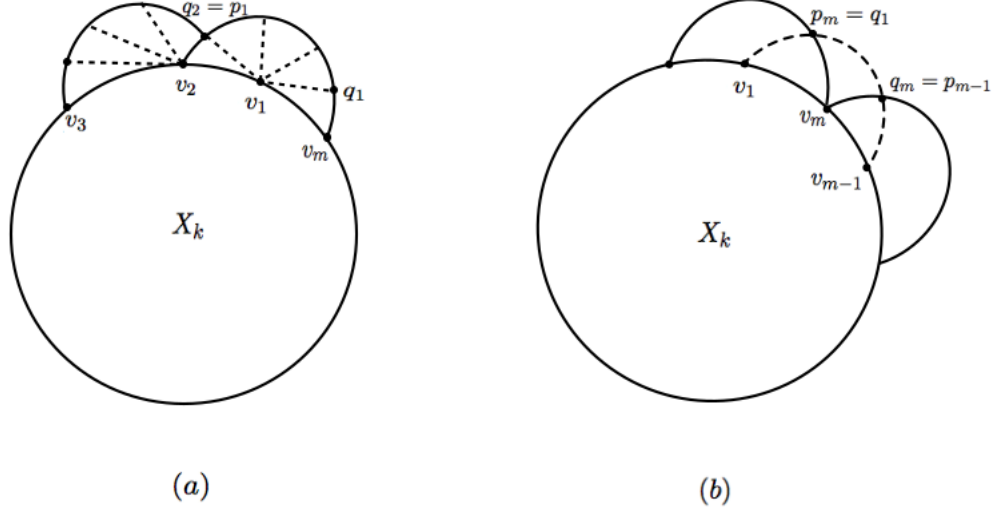 q₂ = p₁
v₂
v₁
q₁
v₃
vₘ
Xₖ
(a)
pₘ = q₁
v₁
qₘ = pₘ₋₁
vₘ
vₘ₋₁
Xₖ
(b)